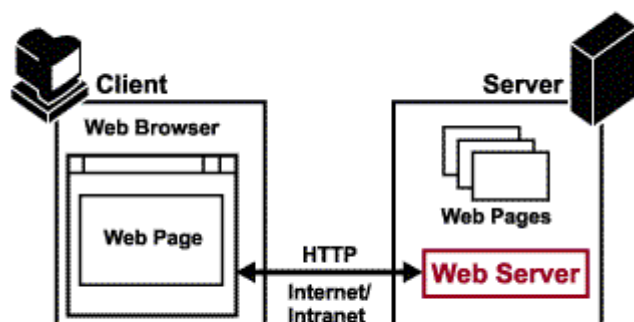 Client
Server
Web Browser
Web Pages
Web Page
HTTP
Web Server
Internet/
Intranet